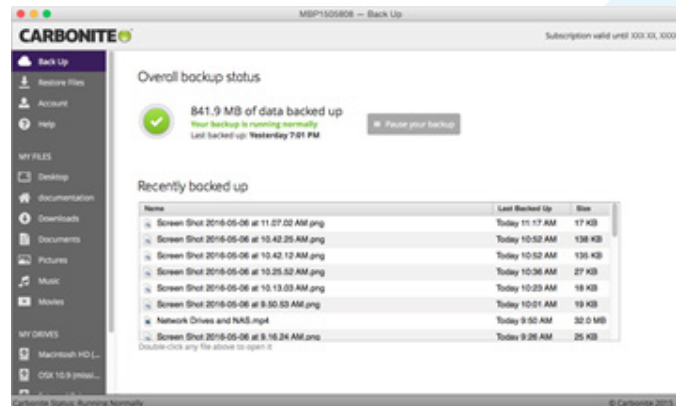 MBP1505808 — Back Up
CARBONITE
Subscription valid until XXX XX, XXXX
Back Up
Restore Files
Account
Help
MY FILES
Desktop
documentation
Downloads
Documents
Pictures
Music
Movies
MY DRIVES
Macintosh HD (...
OSX 10.9 (missi...
Overall backup status
841.9 MB of data backed up
Your backup is running normally
Last backed up: Yesterday 7:01 PM
Pause your backup
Recently backed up
Name Last Backed Up Size
Screen Shot 2016-05-06 at 11.07.02 AM.png Today 11:17 AM 17 KB
Screen Shot 2016-05-06 at 10.42.25 AM.png Today 10:52 AM 138 KB
Screen Shot 2016-05-06 at 10.42.12 AM.png Today 10:52 AM 135 KB
Screen Shot 2016-05-06 at 10.25.52 AM.png Today 10:36 AM 27 KB
Screen Shot 2016-05-06 at 10.13.03 AM.png Today 10:23 AM 18 KB
Screen Shot 2016-05-06 at 9.50.53 AM.png Today 10:01 AM 19 KB
Network Drives and NAS.mp4 Today 9:50 AM 32.0 MB
Screen Shot 2016-05-06 at 9.16.24 AM.png Today 9:26 AM 25 KB
Double-click any file above to open it
Carbonite Status: Running Normally
© Carbonite 2015